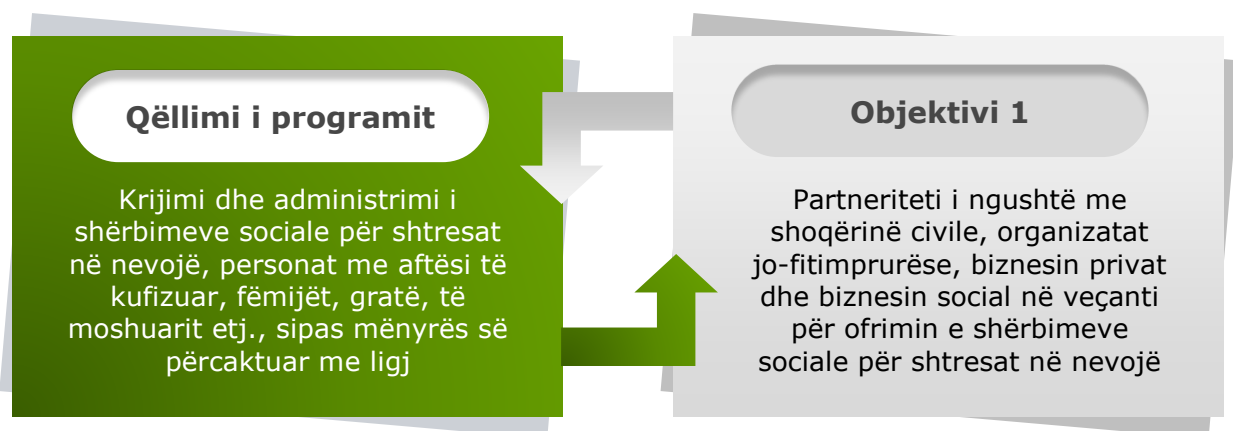 Qëllimi i programit
Krijimi dhe administrimi i
shërbimeve sociale për shtresat
në nevojë, personat me aftësi të
kufizuar, fëmijët, gratë, të
moshuarit etj., sipas mënyrës së
përcaktuar me ligj
Objektivi 1
Partneriteti i ngushtë me
shoqërinë civile, organizatat
jo-fitimprurëse, biznesin privat
dhe biznesin social në veçanti
për ofrimin e shërbimeve
sociale për shtresat në nevojë